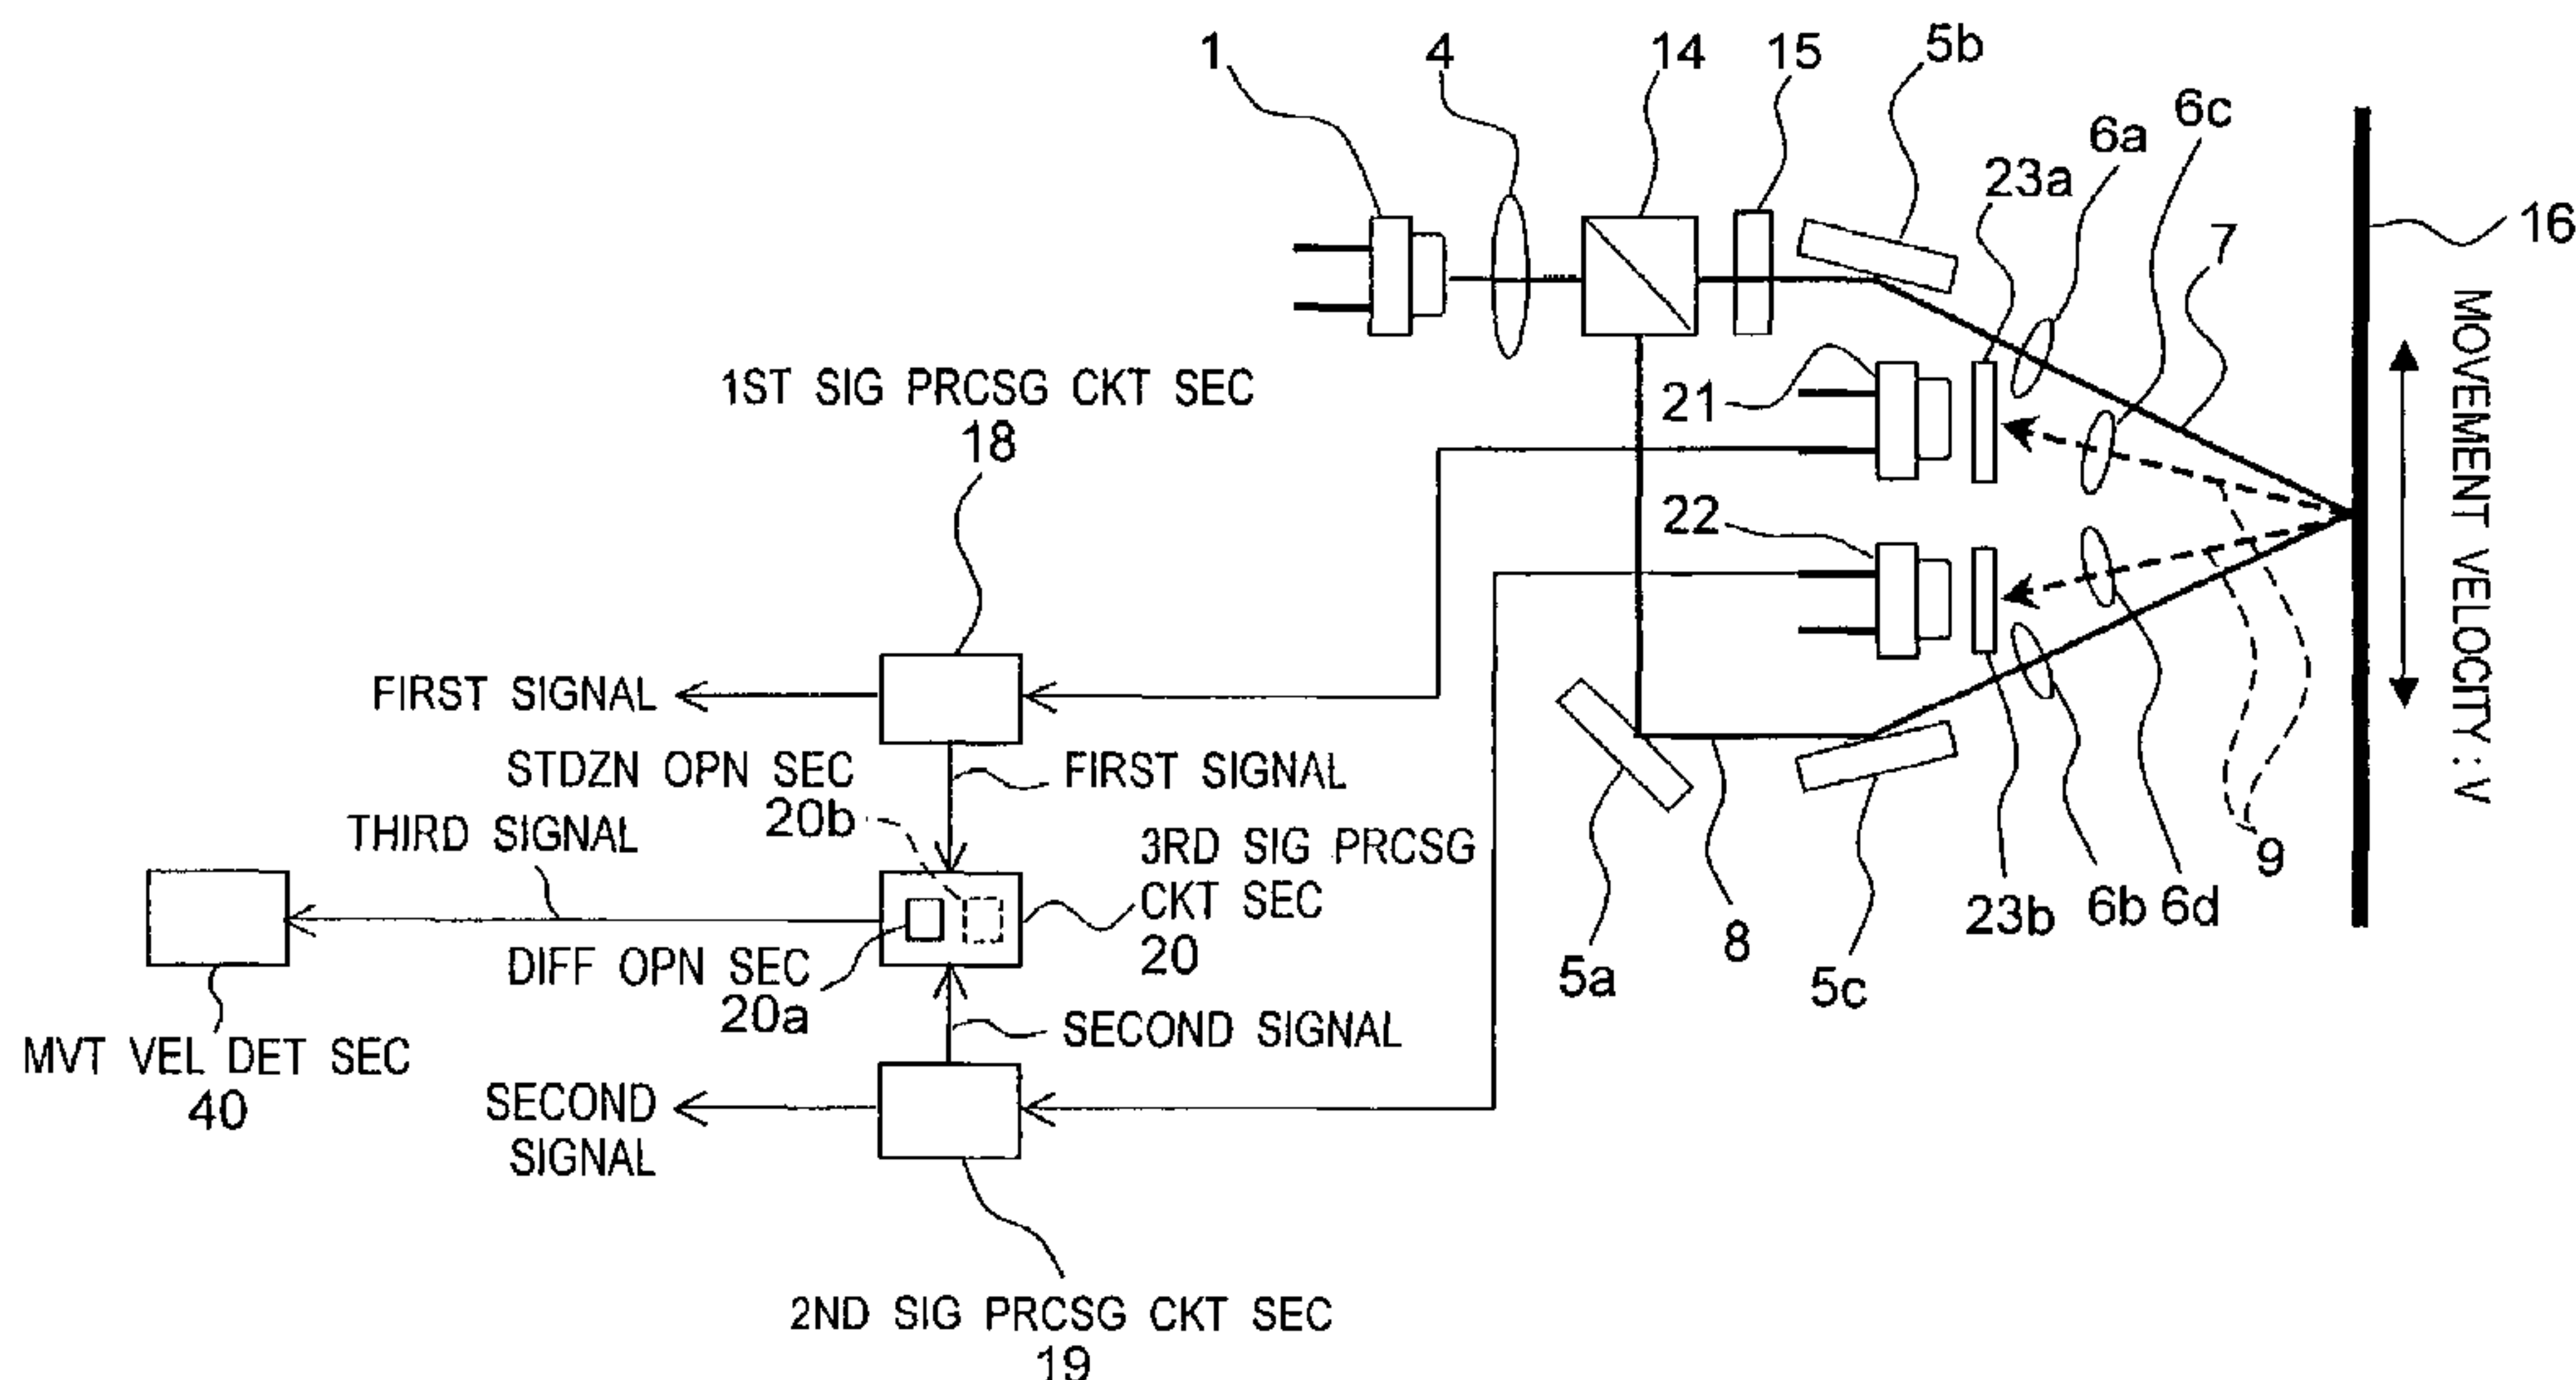 1
4
14
15
5b
6c
6a
23a
7
16
MOVEMENT VELOCITY : V
1ST SIG PRCSG CKT SEC
18
21
22
FIRST SIGNAL
STDZN OPN SEC
20b
FIRST SIGNAL
THIRD SIGNAL
3RD SIG PRCSG
CKT SEC
20
DIFF OPN SEC
20a
SECOND SIGNAL
MVT VEL DET SEC
40
SECOND
SIGNAL
5a
8
5c
23b
6b
6d
9
2ND SIG PRCSG CKT SEC
19